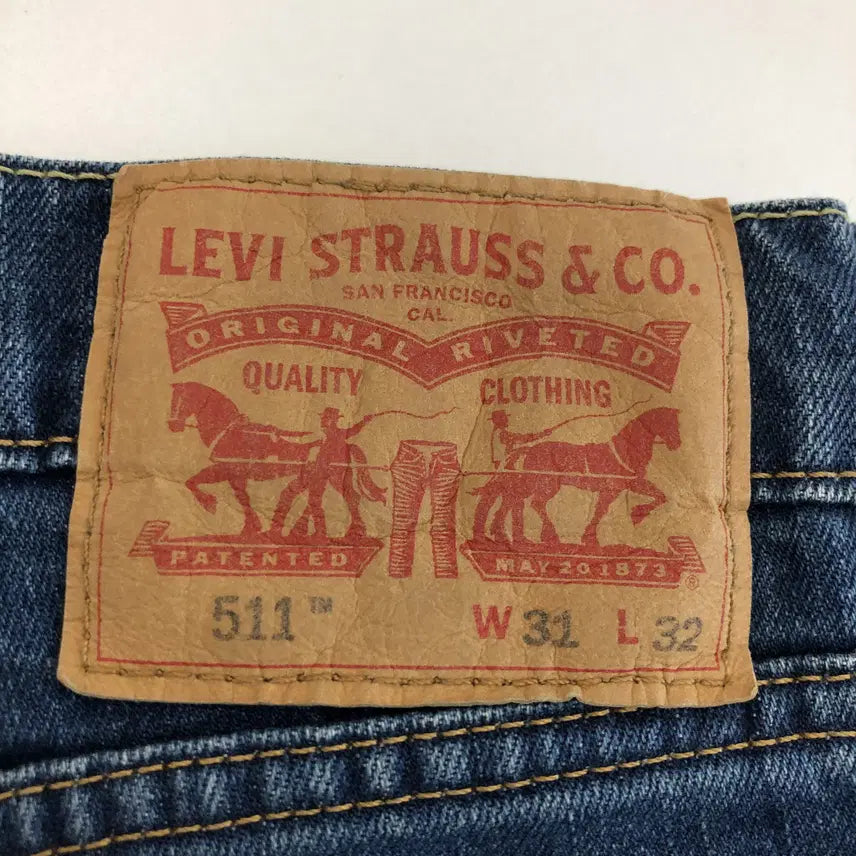 LEVI STRAUSS & CO.
SAN FRANCISCO
CAL.
ORIGINAL RIVETED
QUALITY CLOTHING
PATENTED MAY 20 1873 ®
511™ W 31 L 32